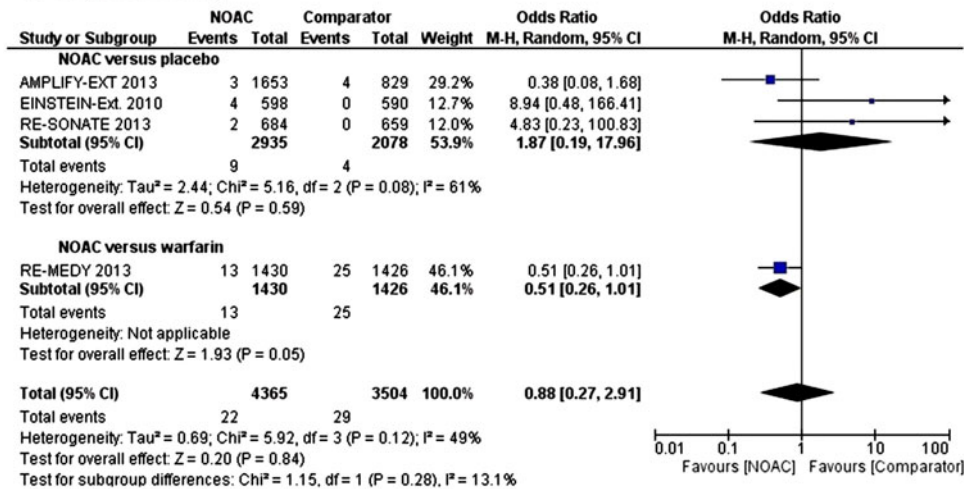 NOAC Comparator Odds Ratio Odds Ratio
Study or Subgroup Events Total Events Total Weight M-H, Random, 95% CI M-H, Random, 95% CI
NOAC versus placebo
AMPLIFY-EXT 2013 3 1653 4 829 29.2% 0.38 [0.08, 1.68]
EINSTEIN-Ext. 2010 4 598 0 590 12.7% 8.94 [0.48, 166.41]
RE-SONATE 2013 2 684 0 659 12.0% 4.83 [0.23, 100.83]
Subtotal (95% CI) 2935 2078 53.9% 1.87 [0.19, 17.96]
Total events 9 4
Heterogeneity: Tau² = 2.44; Chi² = 5.16, df = 2 (P = 0.08); I² = 61%
Test for overall effect: Z = 0.54 (P = 0.59)
NOAC versus warfarin
RE-MEDY 2013 13 1430 25 1426 46.1% 0.51 [0.26, 1.01]
Subtotal (95% CI) 1430 1426 46.1% 0.51 [0.26, 1.01]
Total events 13 25
Heterogeneity: Not applicable
Test for overall effect: Z = 1.93 (P = 0.05)
Total (95% CI) 4365 3504 100.0% 0.88 [0.27, 2.91]
Total events 22 29
Heterogeneity: Tau² = 0.69; Chi² = 5.92, df = 3 (P = 0.12); I² = 49%
Test for overall effect: Z = 0.20 (P = 0.84)
Test for subgroup differences: Chi² = 1.15, df = 1 (P = 0.28), I² = 13.1%
0.01 0.1 1 10 100
Favours [NOAC] Favours [Comparator]